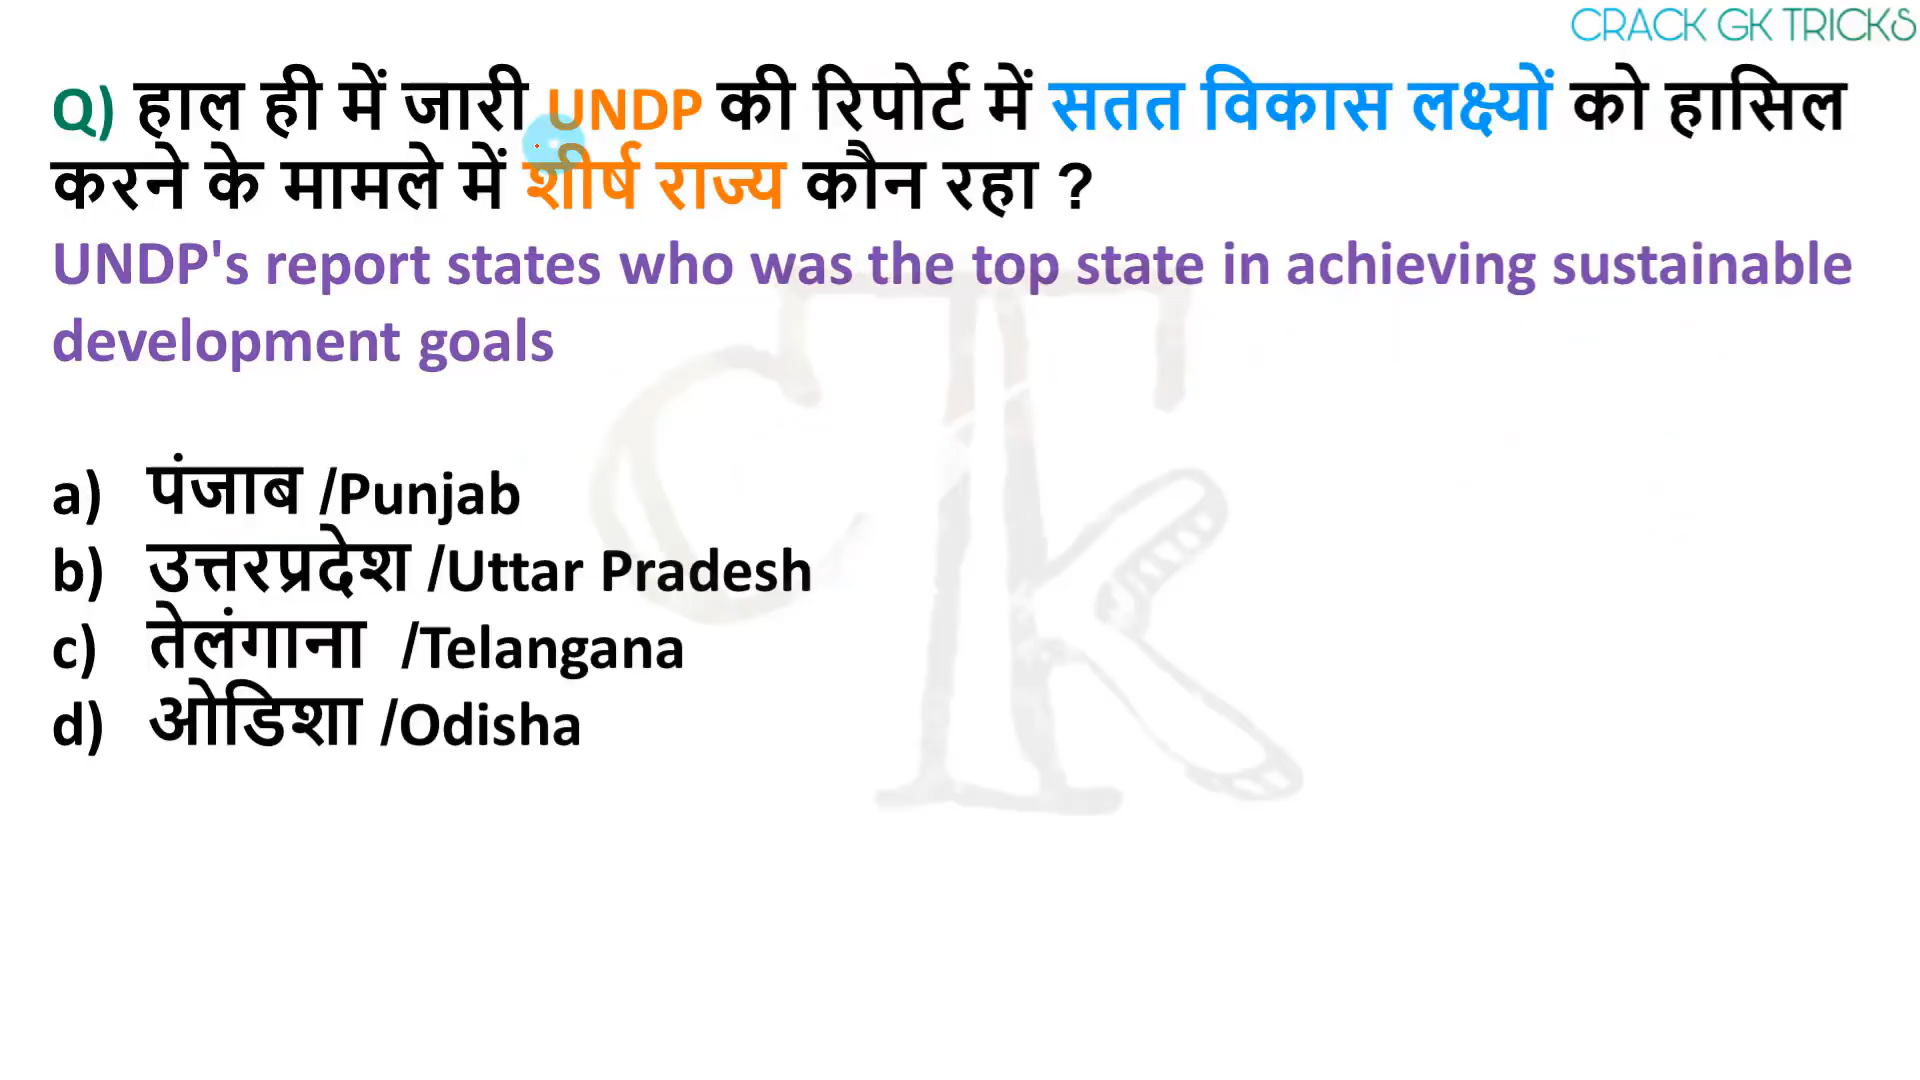 CRACK GK TRICKS
Q) हाल ही में जारी UNDP की रिपोर्ट में सतत विकास लक्ष्यों को हासिल
करने के मामले में शीर्ष राज्य कौन रहा ?
UNDP's report states who was the top state in achieving sustainable
development goals
a) पंजाब /Punjab
b) उत्तरप्रदेश /Uttar Pradesh
c) तेलंगाना /Telangana
d) ओडिशा /Odisha